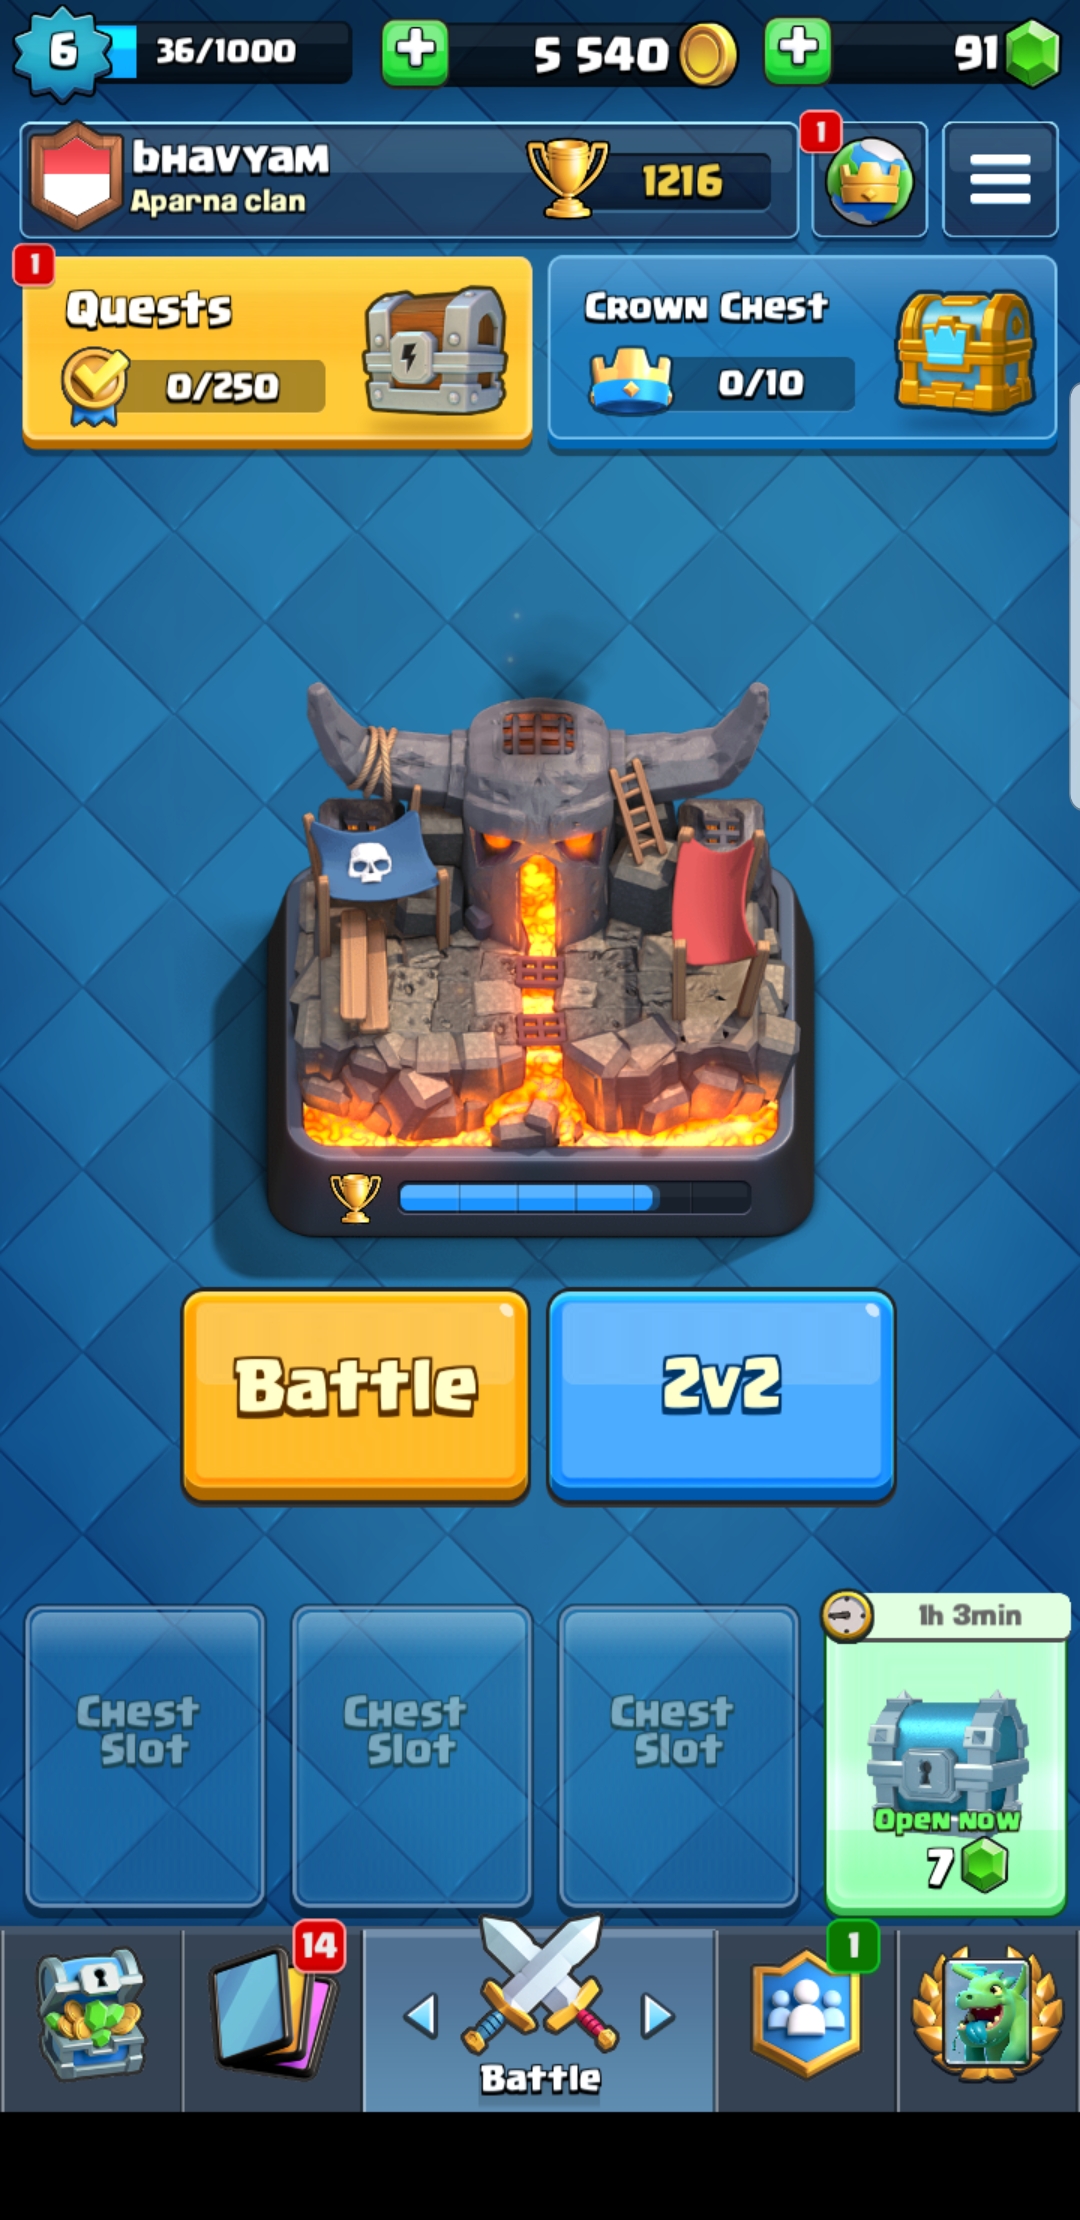 6
36/1000
5 540
91
bhavyam
Aparna clan
1216
1
1
Quests
0/250
Crown Chest
0/10
Battle
2v2
Chest
Slot
Chest
Slot
Chest
Slot
1h 3min
Open now
7
14
Battle
1